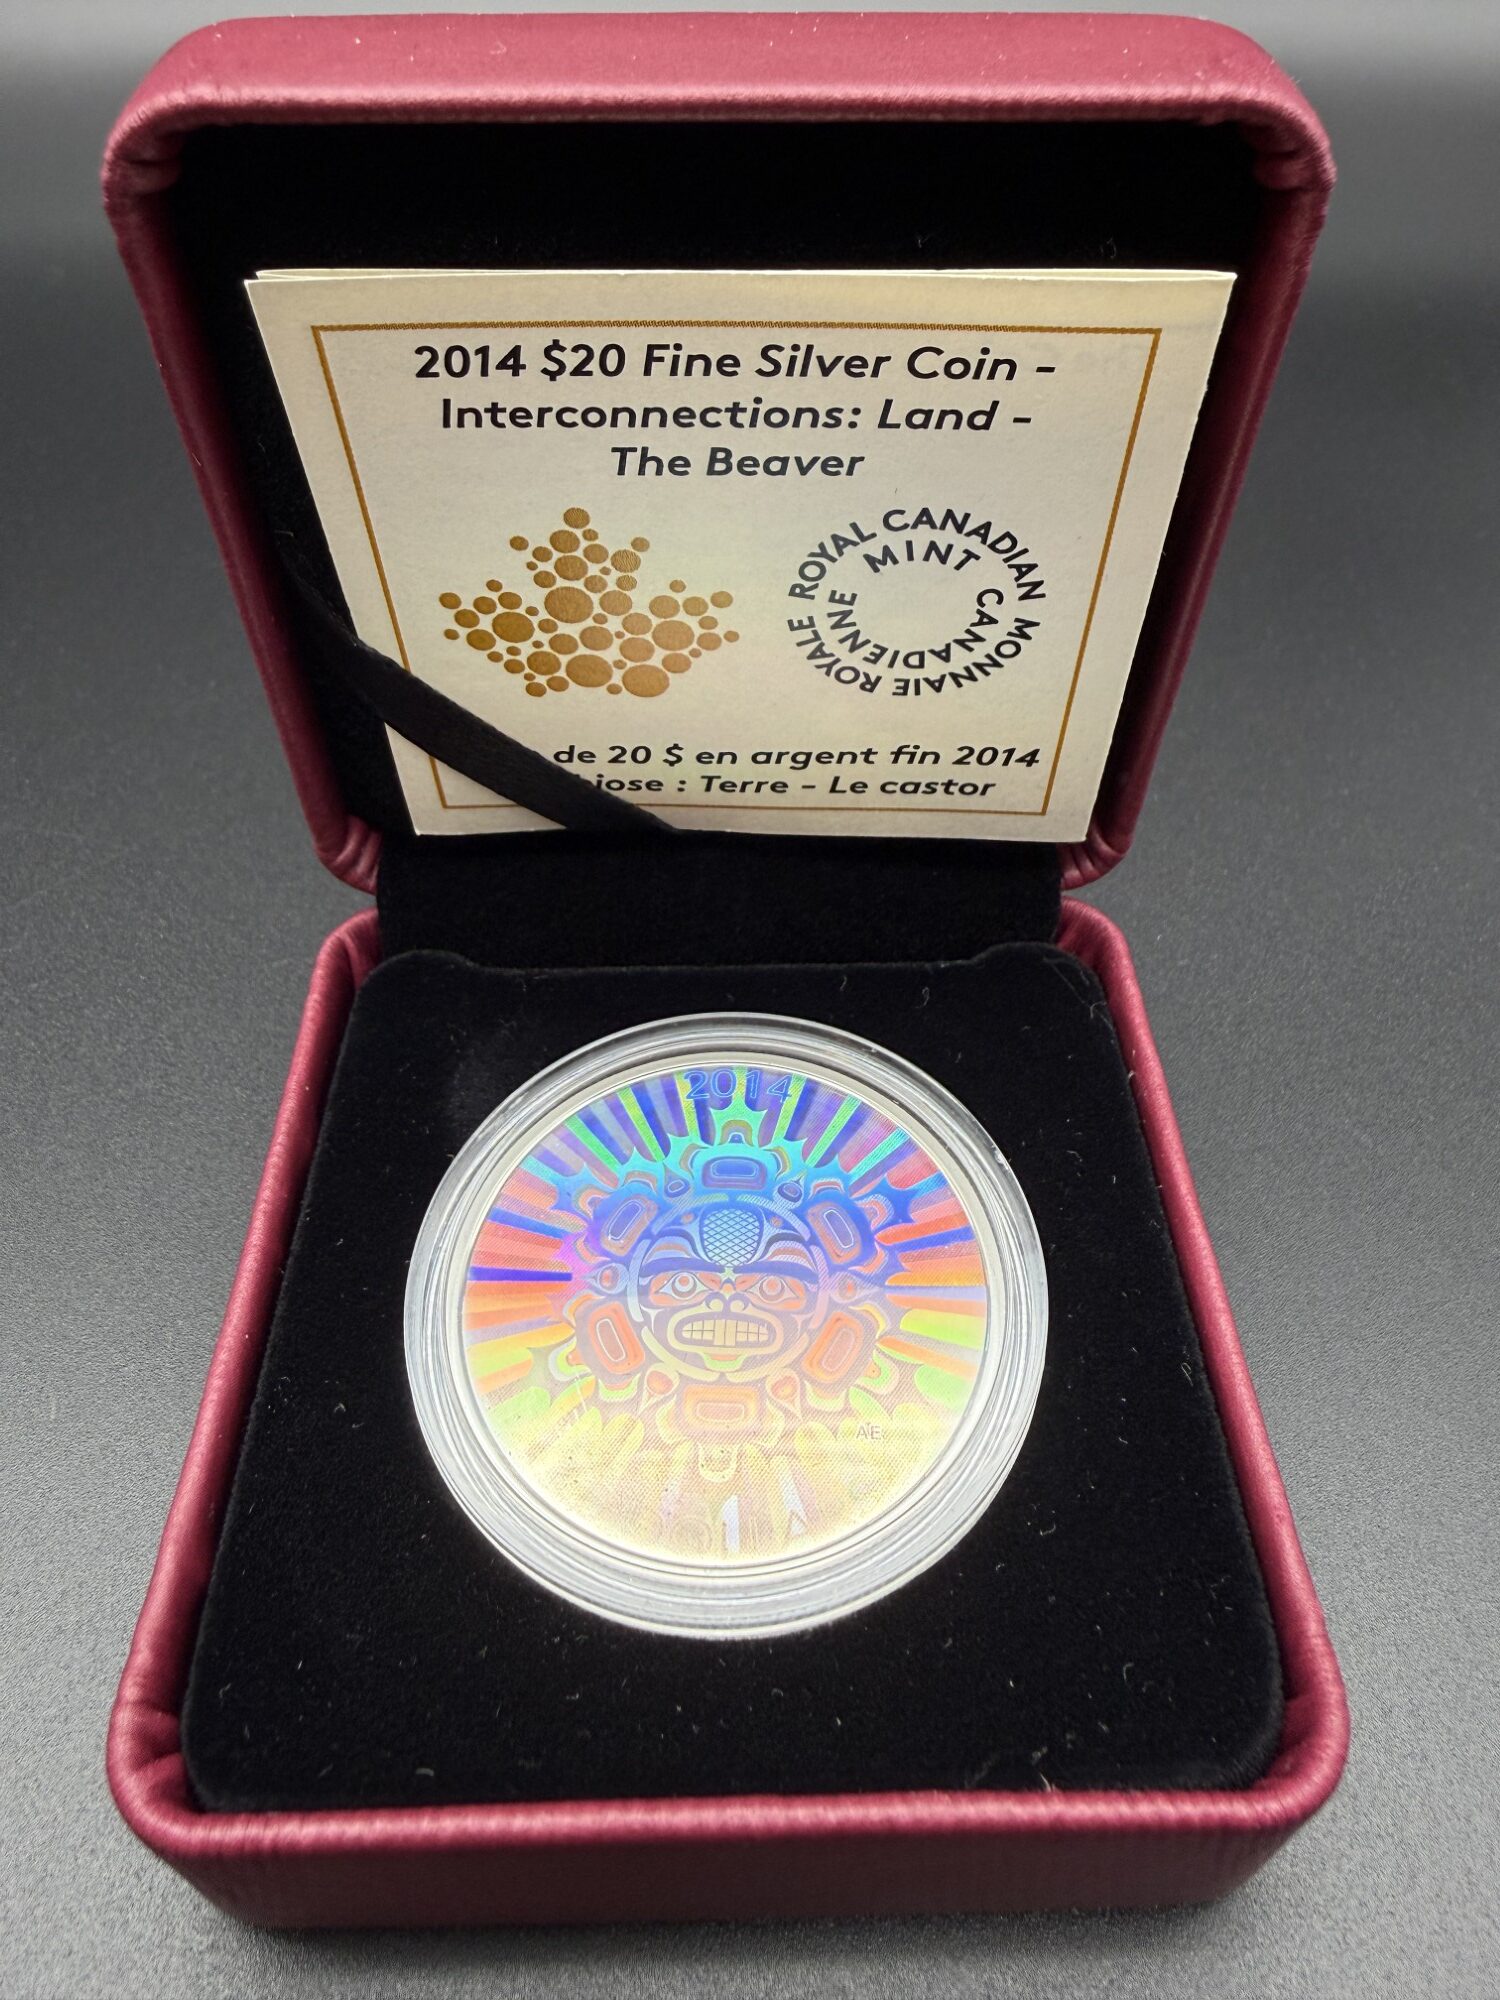 2014 $20 Fine Silver Coin -
Interconnections: Land -
The Beaver
ROYAL CANADIAN
MINT
MONNAIE ROYALE
CANADIENNE
de 20 $ en argent fin 2014
: Terre - Le castor
2014
AE